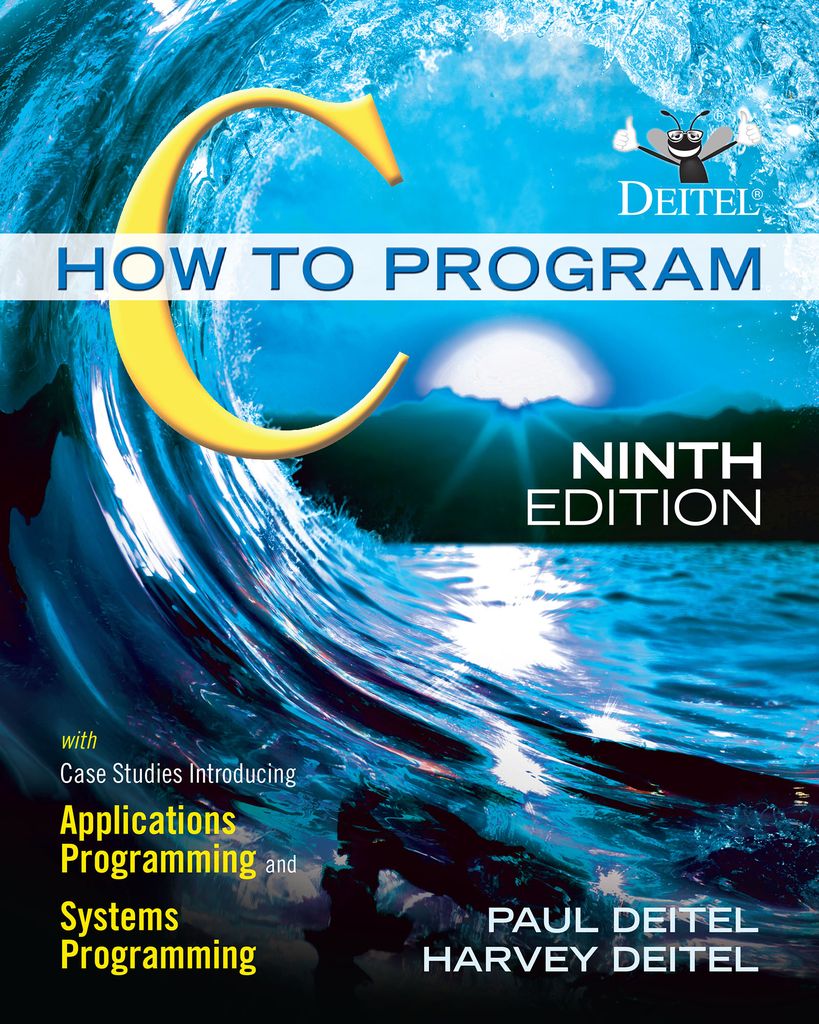 C
DEITEL®
HOW TO PROGRAM
NINTH
EDITION
with
Case Studies Introducing
Applications
Programming and
Systems
Programming
PAUL DEITEL
HARVEY DEITEL